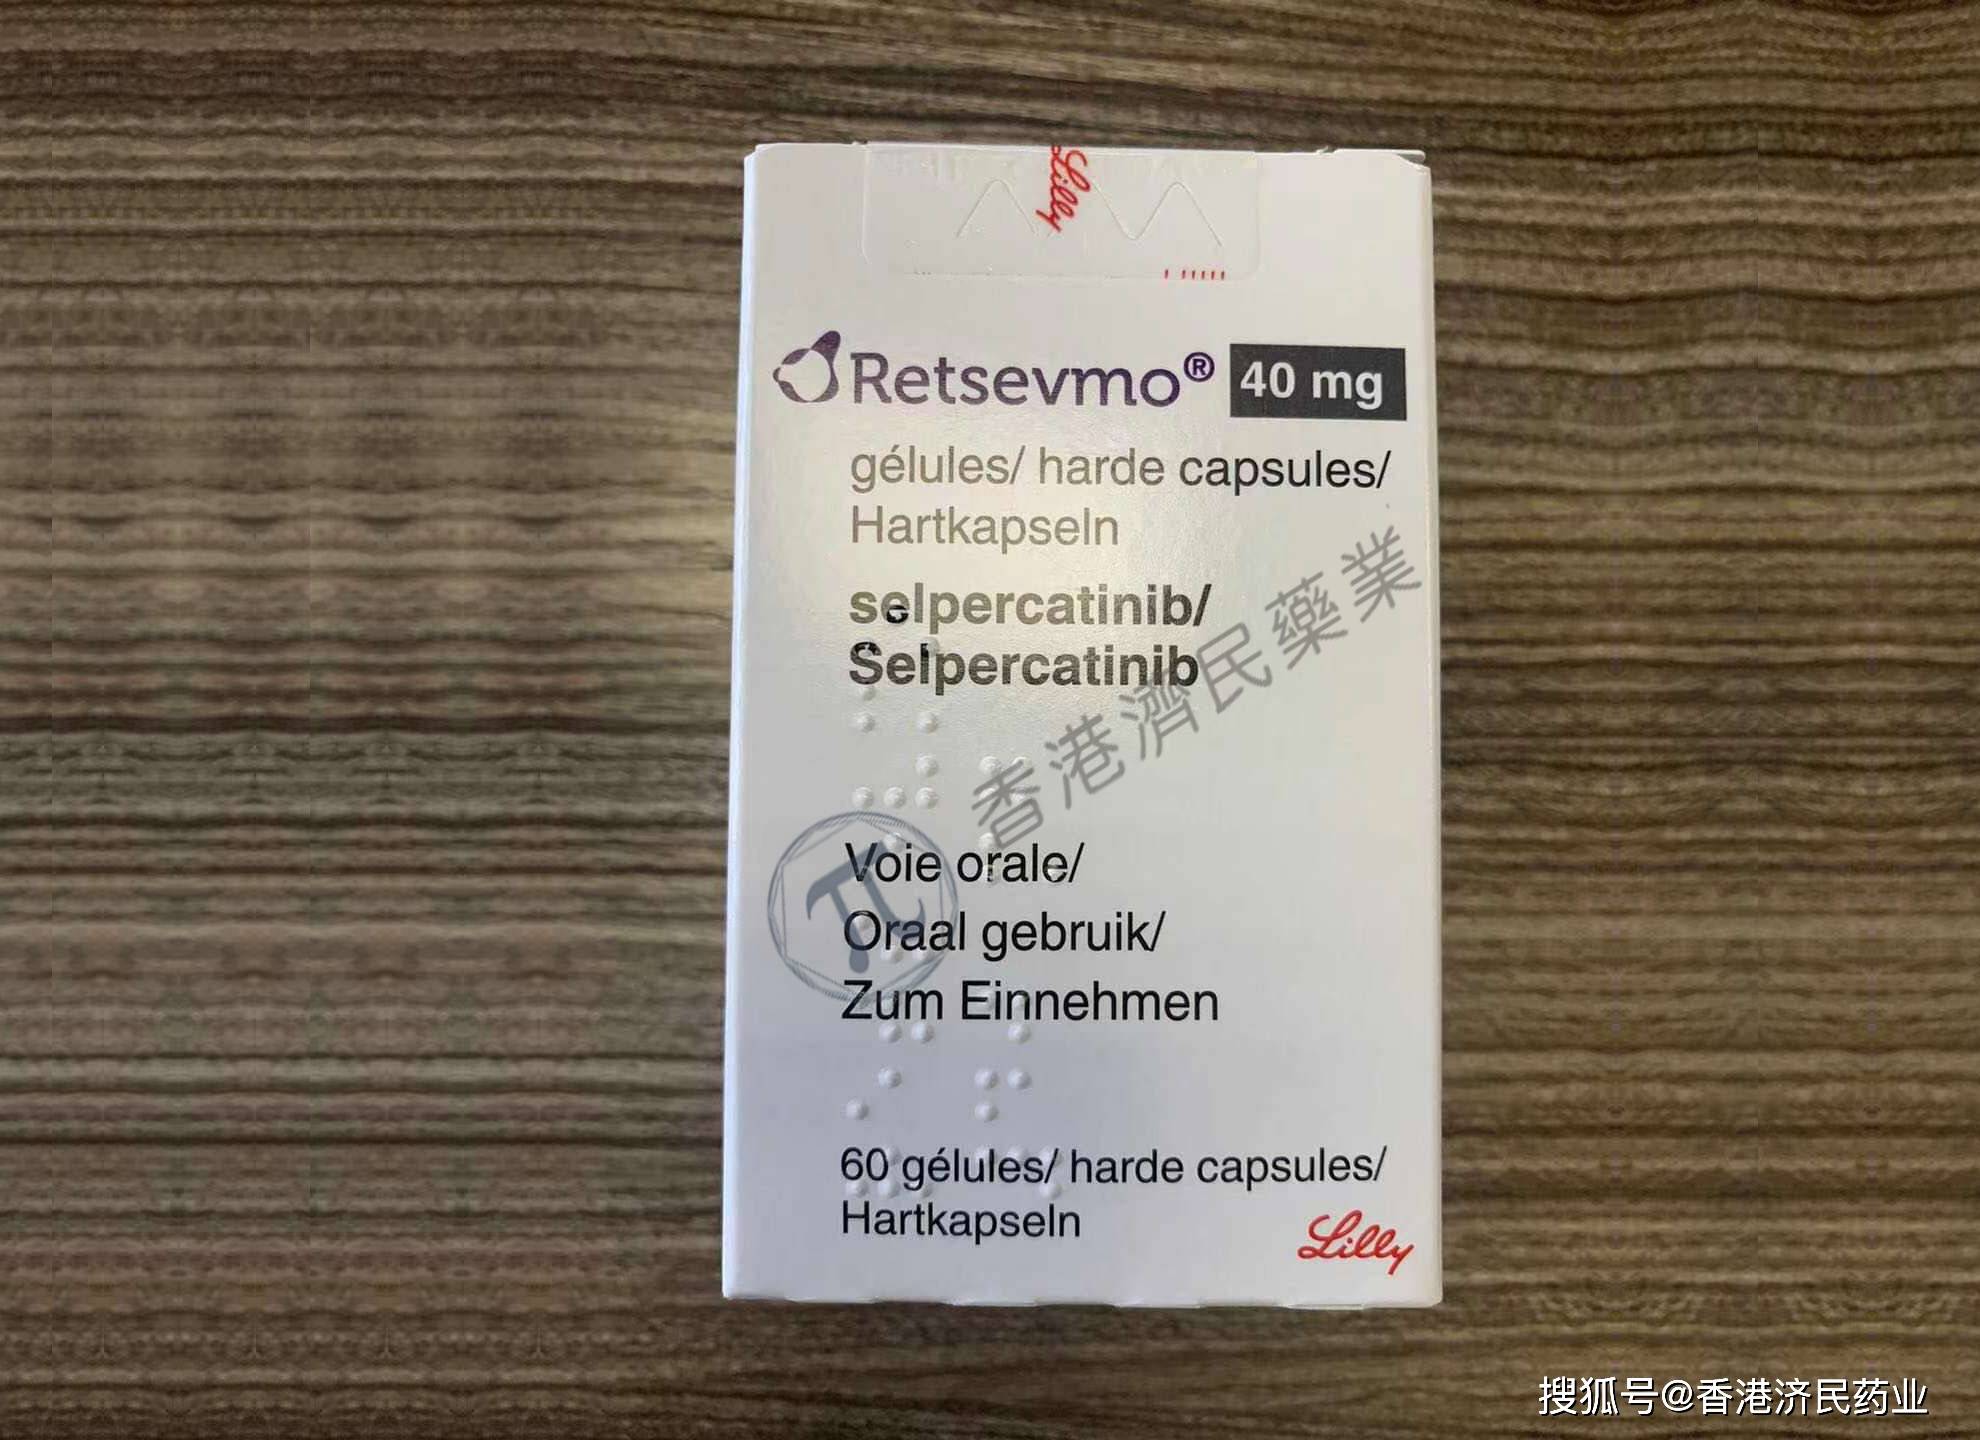 Lilly
Retsevmo® 40 mg
gélules/ harde capsules/
Hartkapseln
selpercatinib/
Selpercatinib
香港濟民藥業
Voie orale/
Oraal gebruik/
Zum Einnehmen
60 gélules/ harde capsules/
Hartkapseln
Lilly
搜狐号@香港济民药业